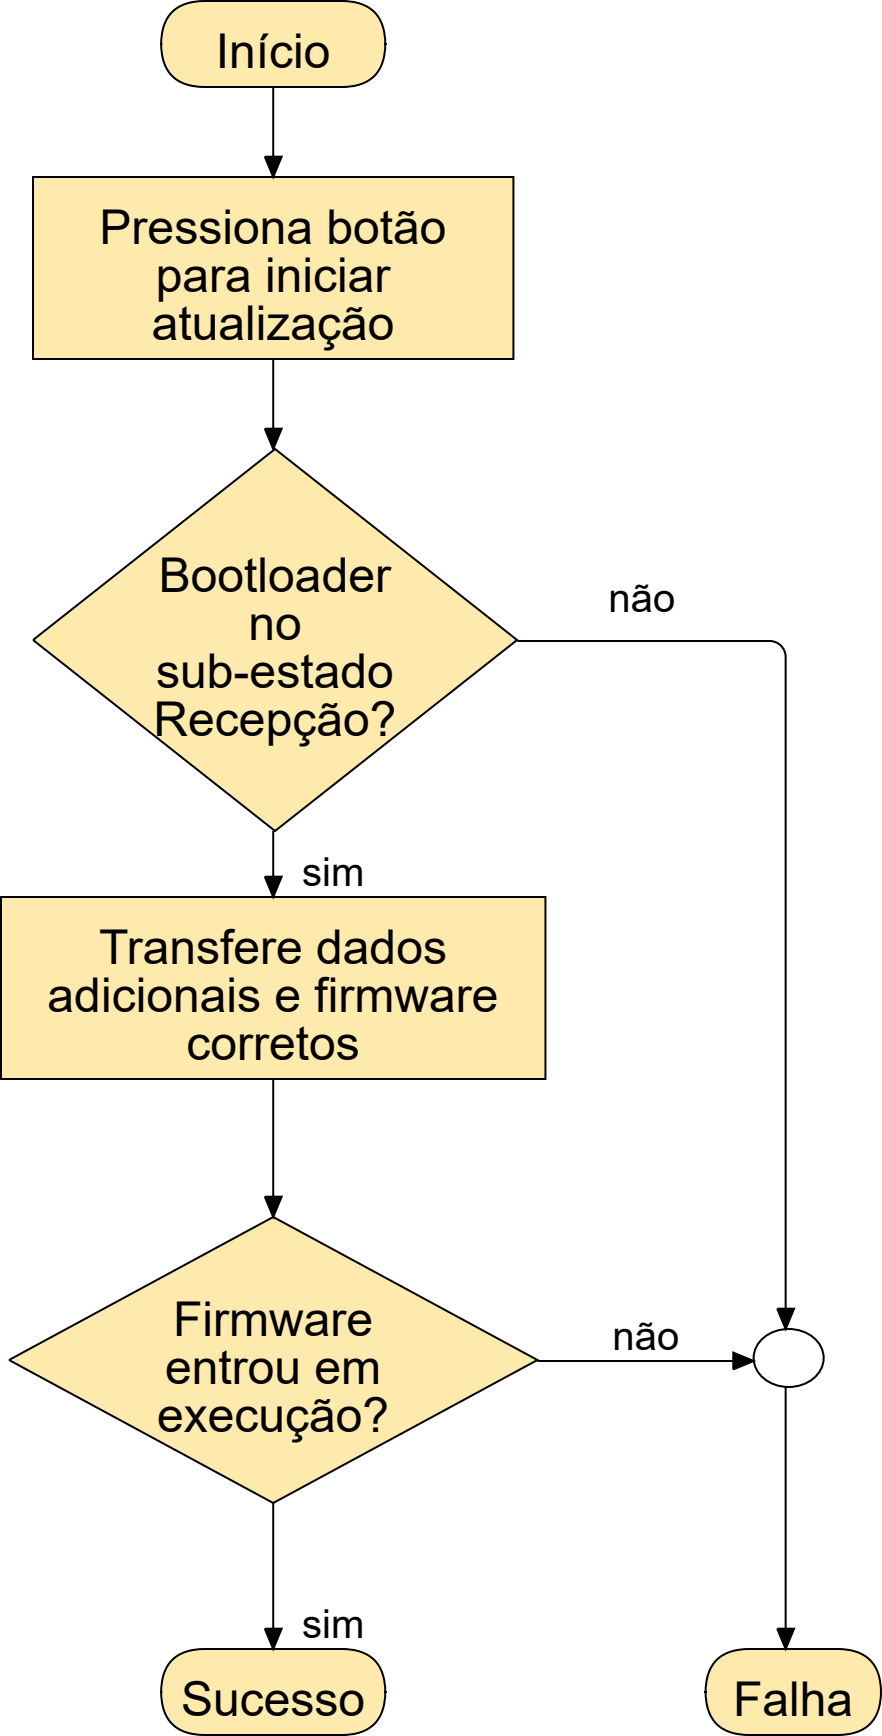 Início
Pressiona botão
para iniciar
atualização
Bootloader
no
sub-estado
Recepção?
não
sim
Transfere dados
adicionais e firmware
corretos
Firmware
entrou em
execução?
não
sim
Sucesso
Falha